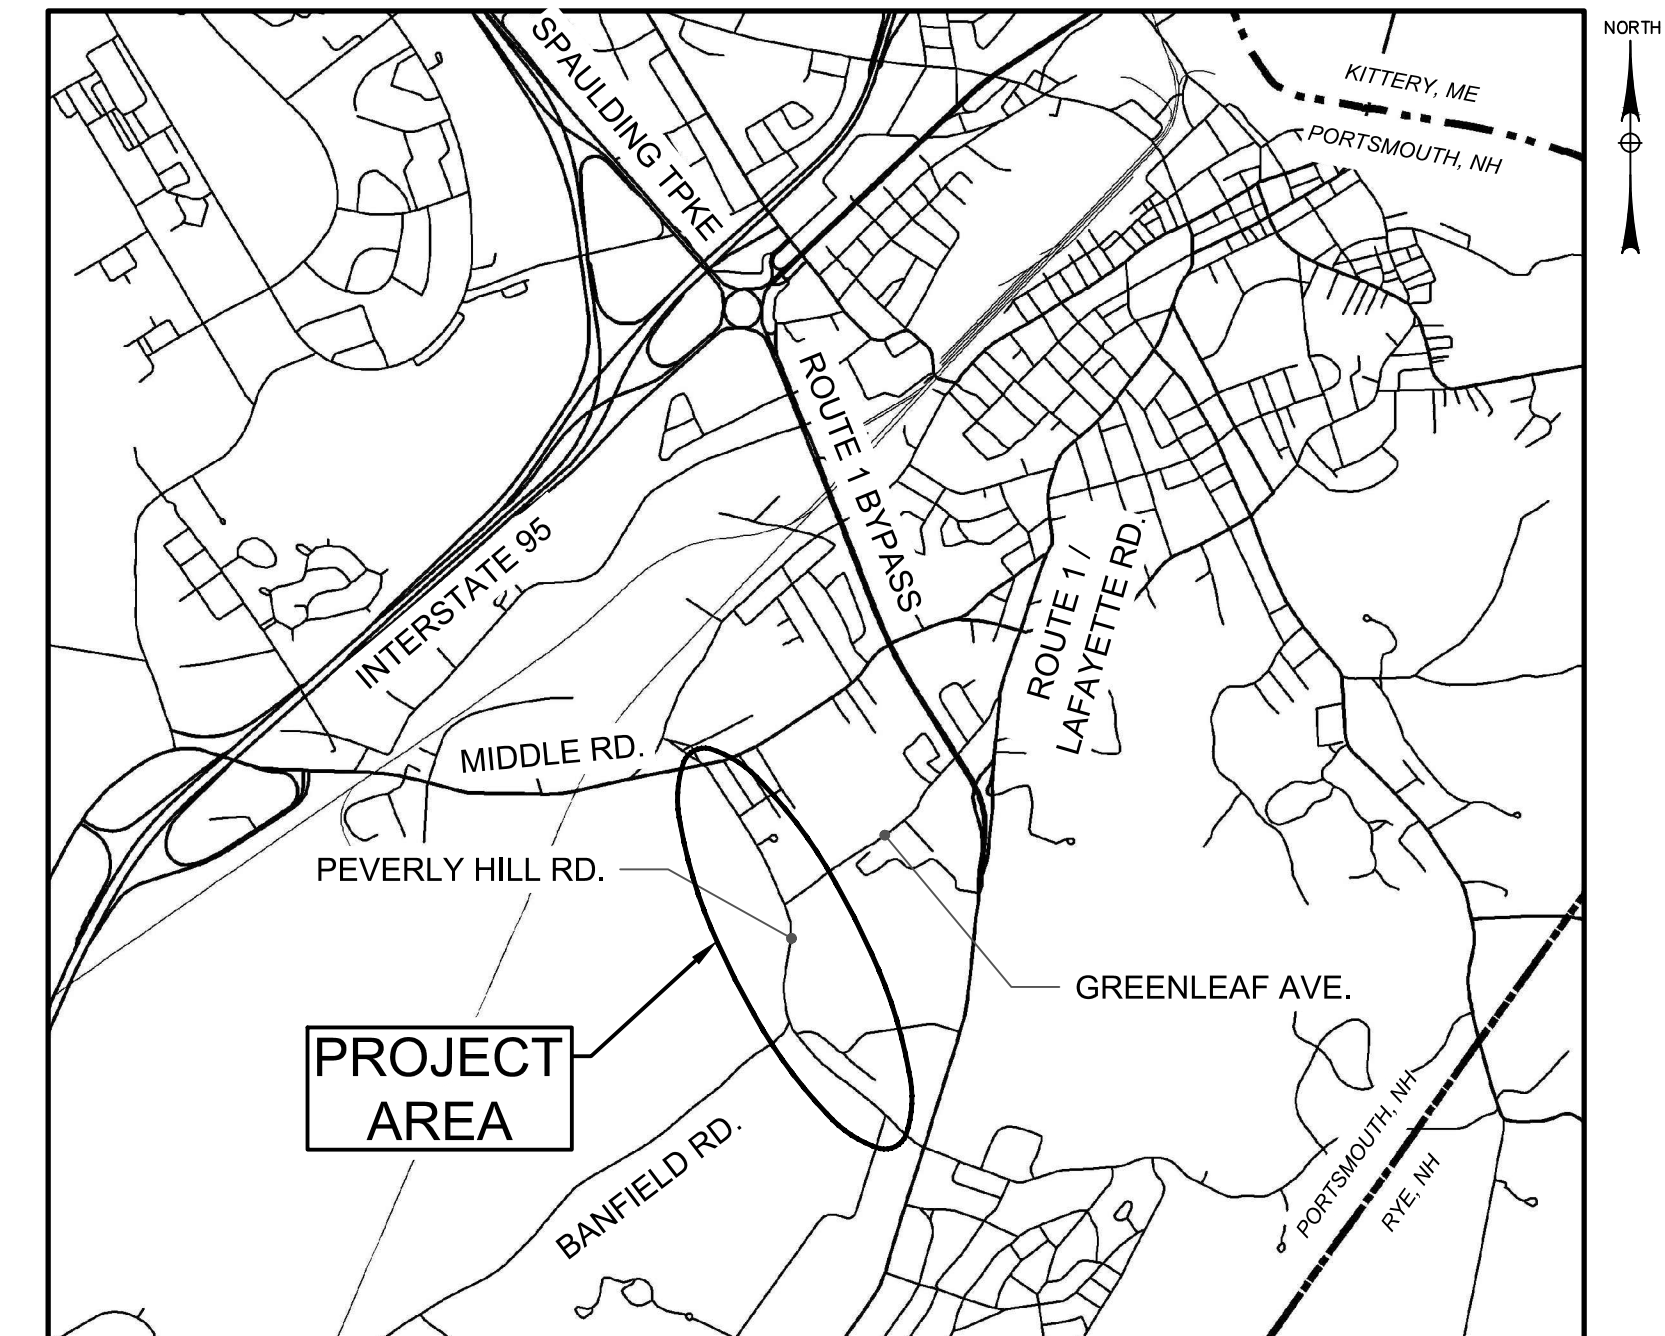 NORTH
SPAULDING TPKE
KITTERY, ME
PORTSMOUTH, NH
ROUTE 1 BYPASS
INTERSTATE 95
ROUTE 1 /
LAFAYETTE RD.
MIDDLE RD.
PEVERLY HILL RD.
GREENLEAF AVE.
PROJECT
AREA
BANFIELD RD.
PORTSMOUTH, NH
RYE, NH